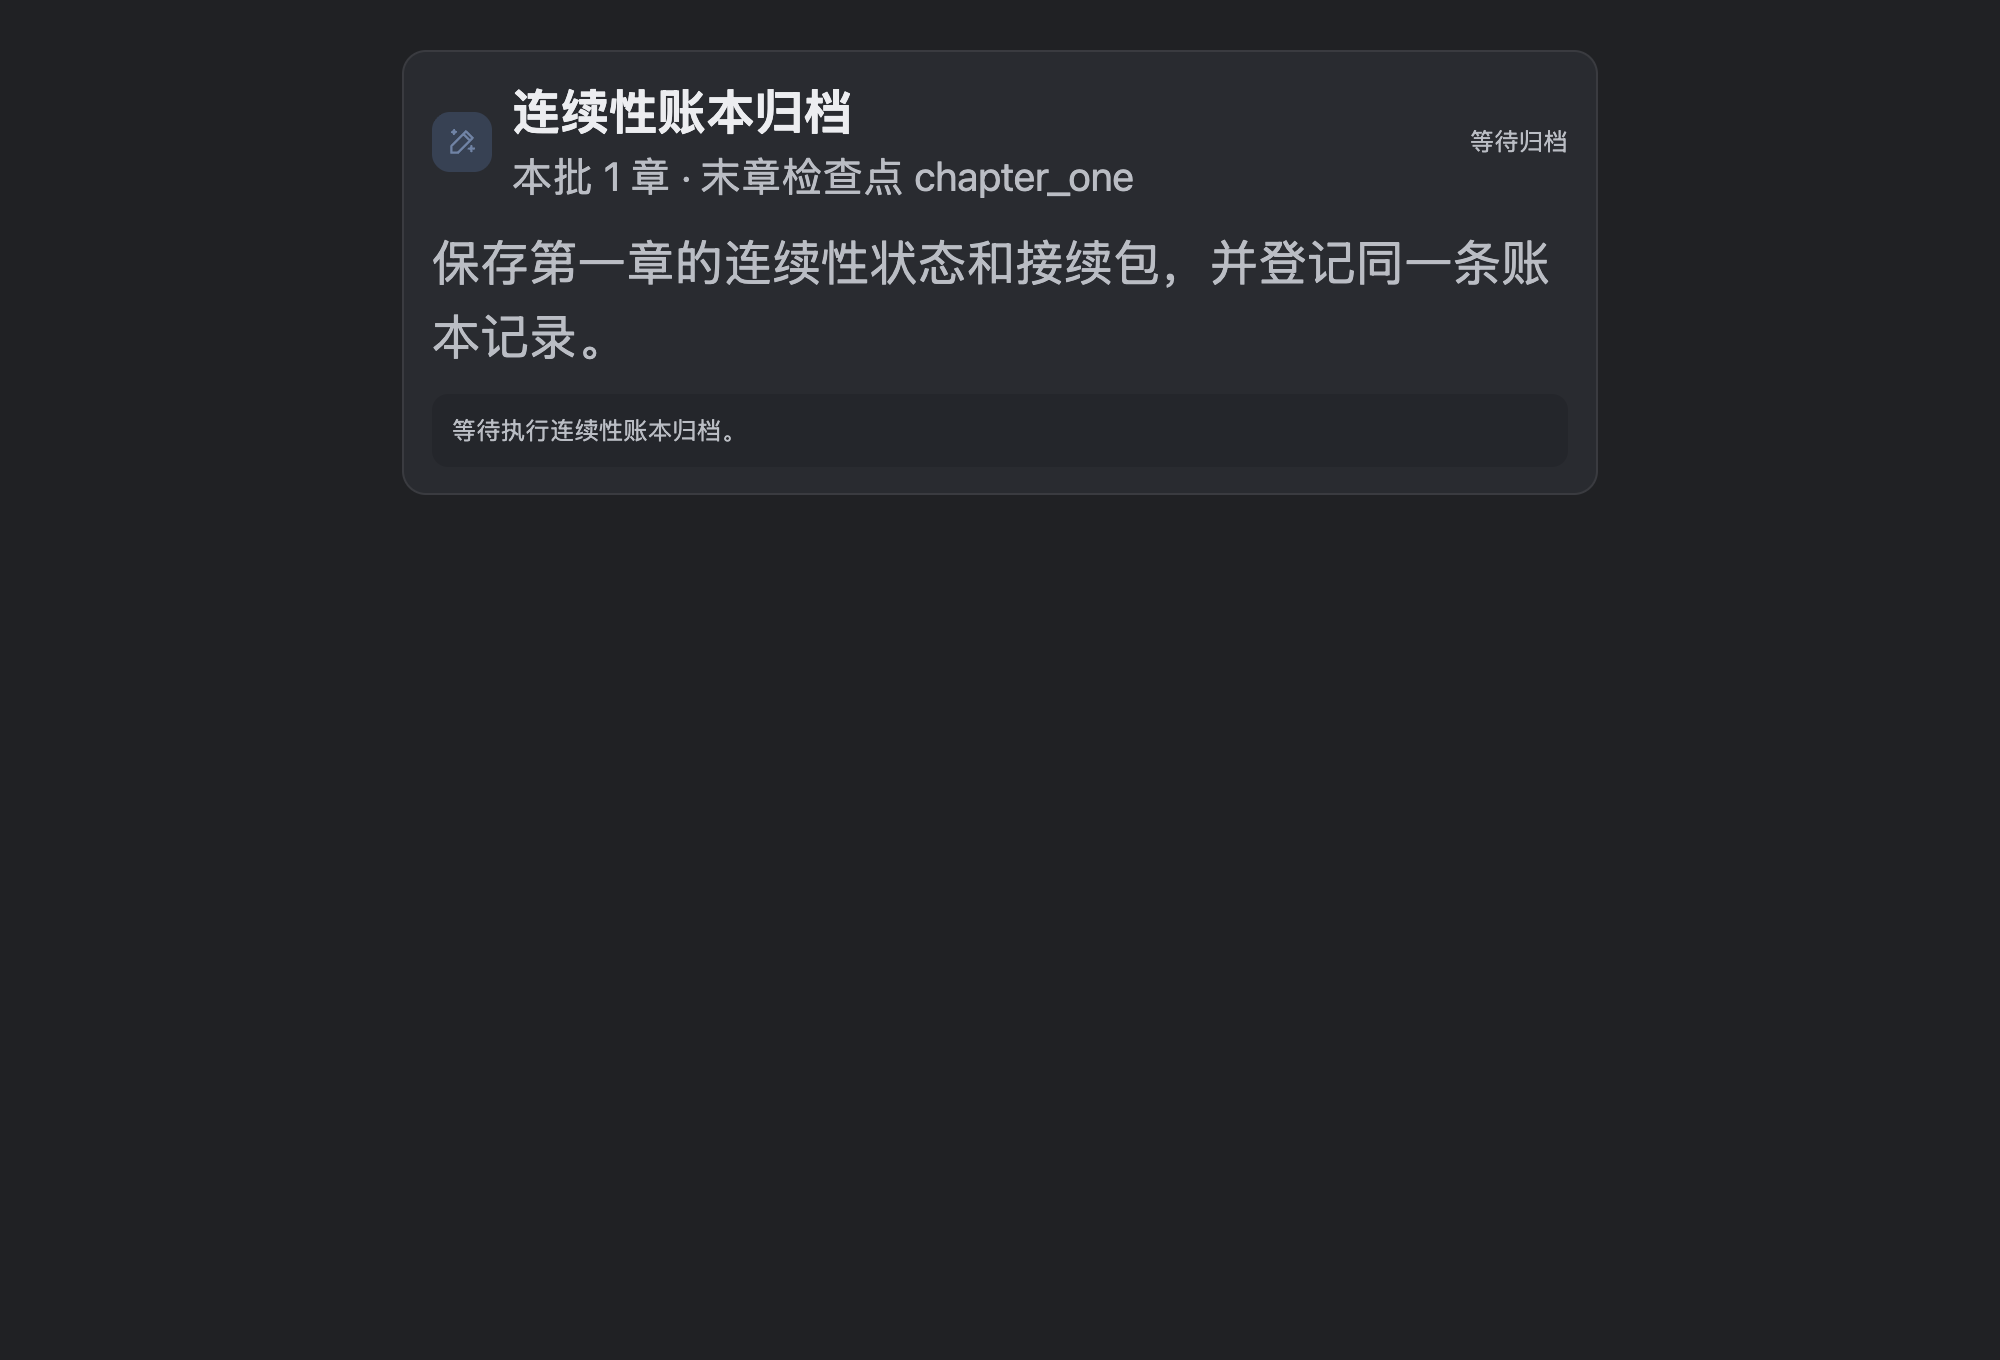 连续性账本归档
本批 1 章 · 末章检查点 chapter_one
等待归档
保存第一章的连续性状态和接续包，并登记同一条账
本记录。
等待执行连续性账本归档。